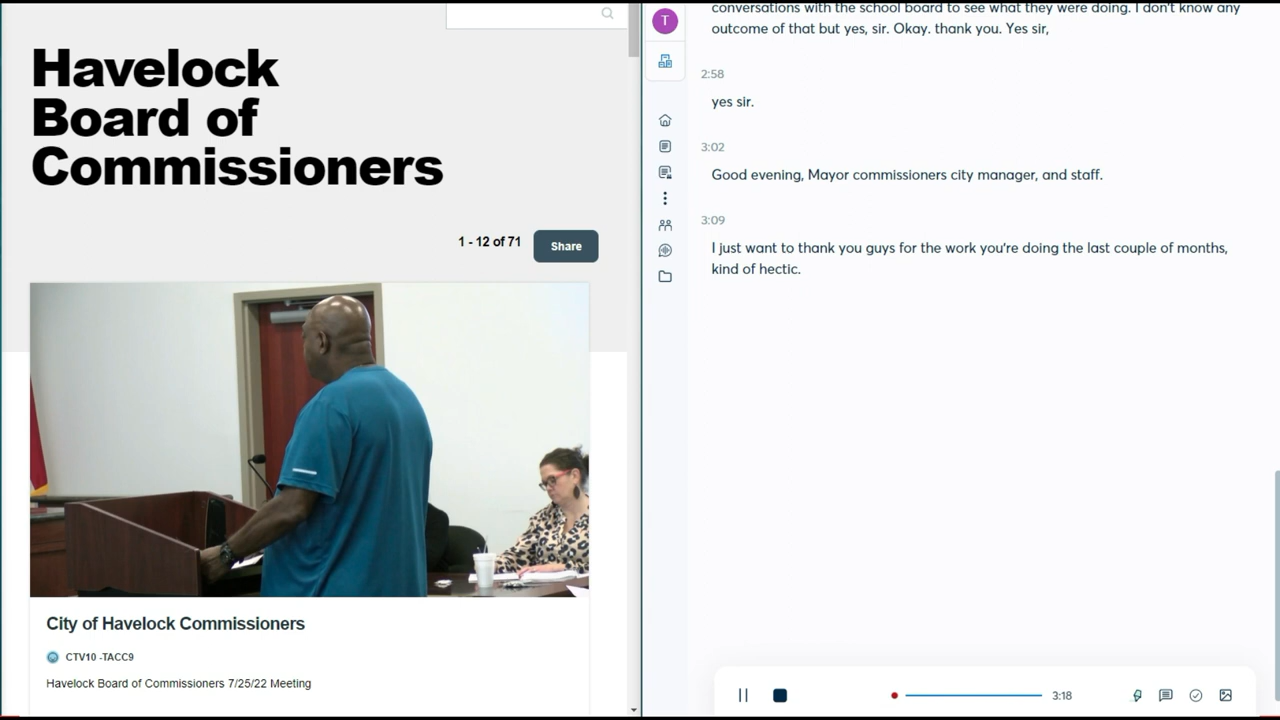 Havelock
Board of
Commissioners
1 - 12 of 71
Share
City of Havelock Commissioners
CTV10 -TACC9
Havelock Board of Commissioners 7/25/22 Meeting
T
conversations with the school board to see what they were doing. I don't know any
outcome of that but yes, sir. Okay. thank you. Yes sir,
2:58
yes sir.
3:02
Good evening, Mayor commissioners city manager, and staff.
3:09
I just want to thank you guys for the work you're doing the last couple of months,
kind of hectic.
3:18